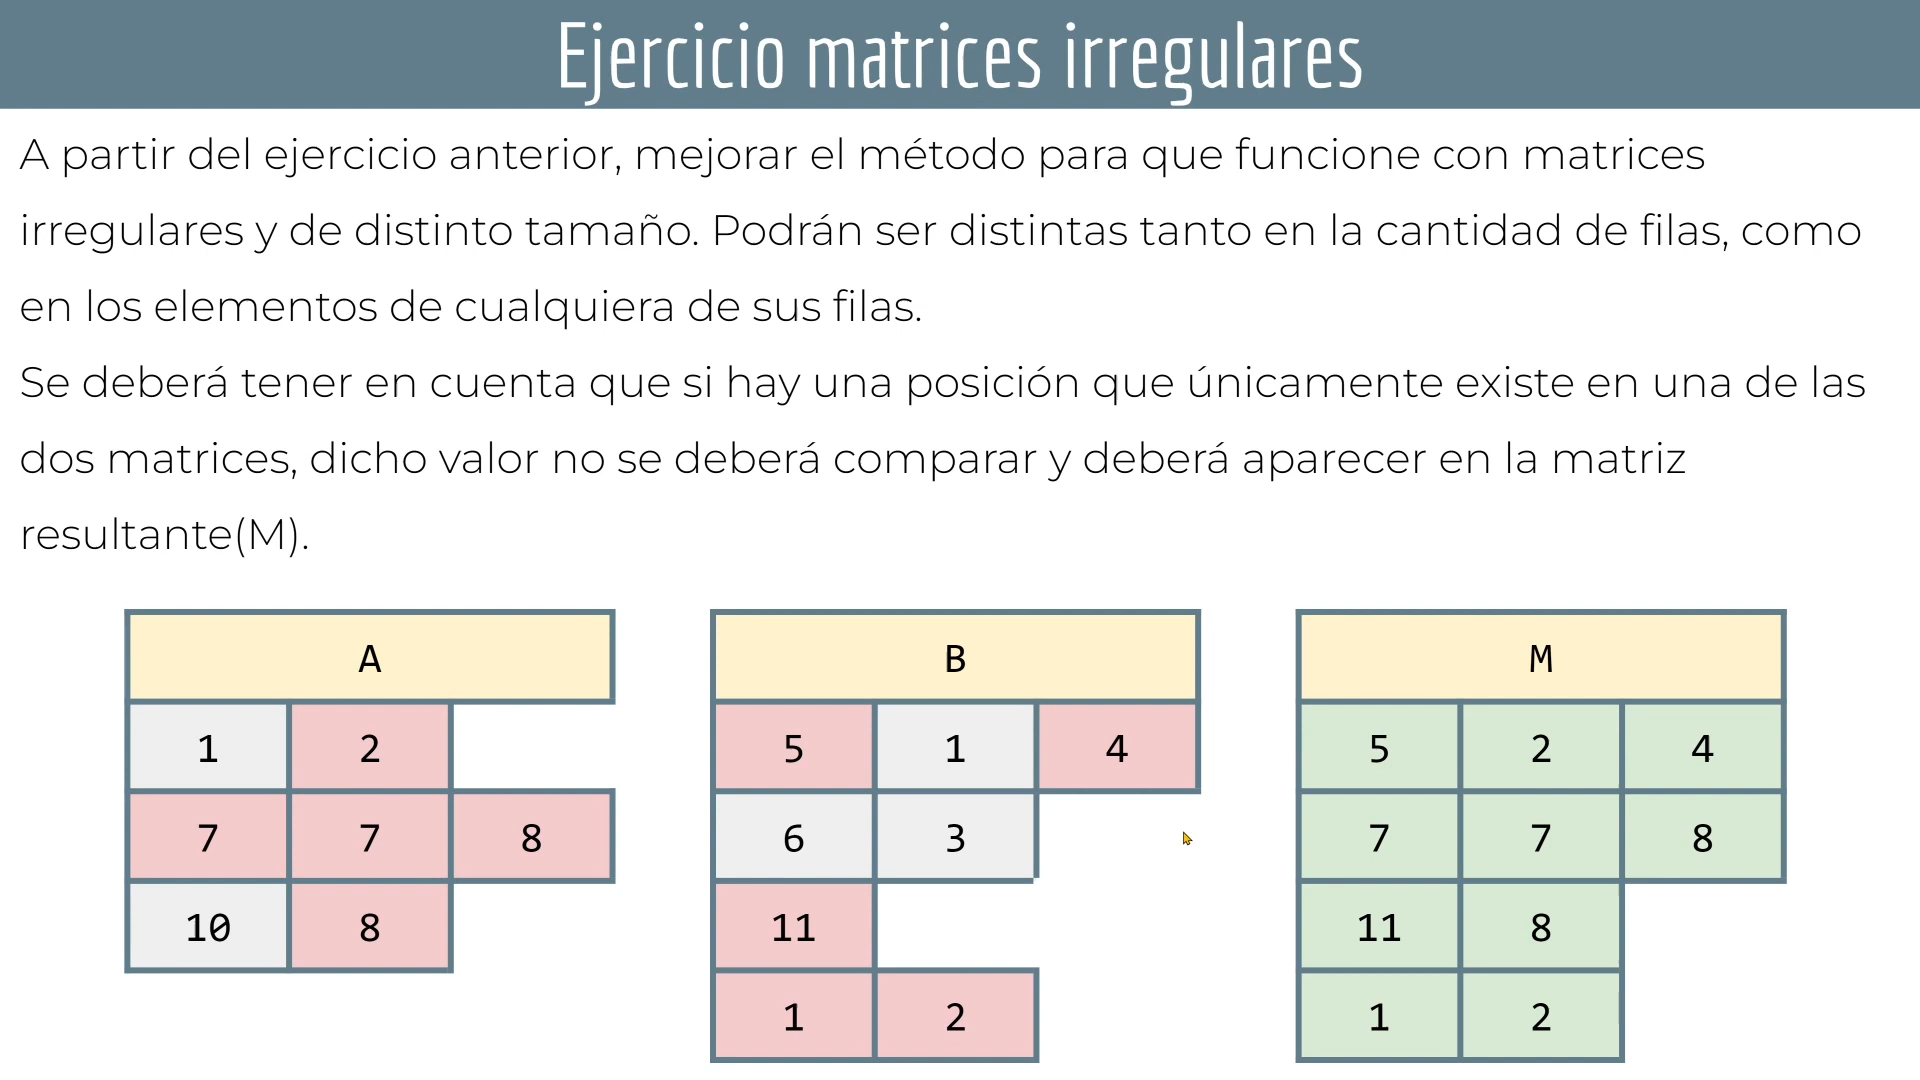 Ejercicio matrices irregulares
A partir del ejercicio anterior, mejorar el método para que funcione con matrices
irregulares y de distinto tamaño. Podrán ser distintas tanto en la cantidad de filas, como
en los elementos de cualquiera de sus filas.
Se deberá tener en cuenta que si hay una posición que únicamente existe en una de las
dos matrices, dicho valor no se deberá comparar y deberá aparecer en la matriz
resultante(M).
A
1 2
7 7 8
10 8
B
5 1 4
6 3
11
1 2
M
5 2 4
7 7 8
11 8
1 2